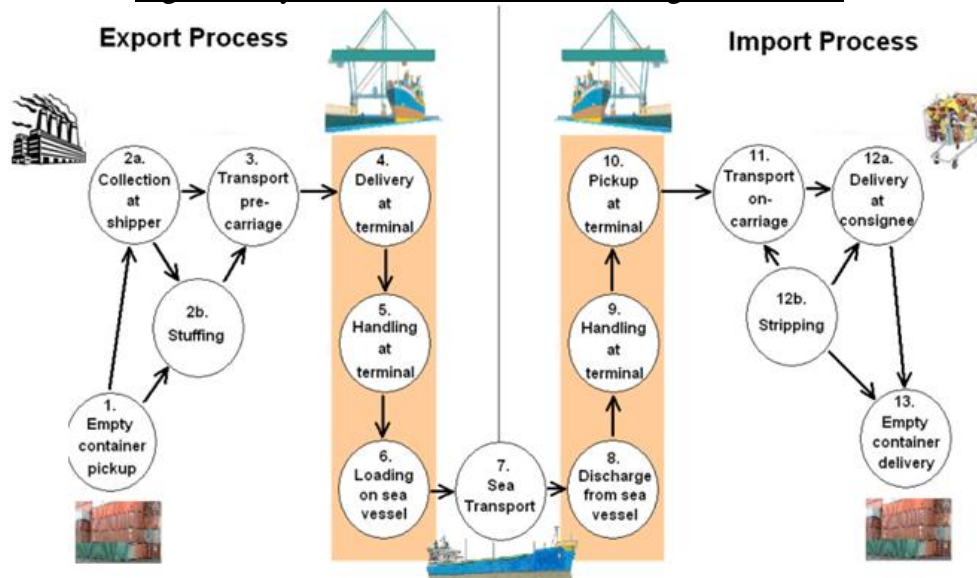 Export Process
Import Process
1.
Empty
container
pickup
2a.
Collection
at
shipper
2b.
Stuffing
3.
Transport
pre-
carriage
4.
Delivery
at
terminal
5.
Handling
at
terminal
6.
Loading
on sea
vessel
7.
Sea
Transport
8.
Discharge
from sea
vessel
9.
Handling
at
terminal
10.
Pickup
at
terminal
11.
Transport
on-
carriage
12a.
Delivery
at
consignee
12b.
Stripping
13.
Empty
container
delivery